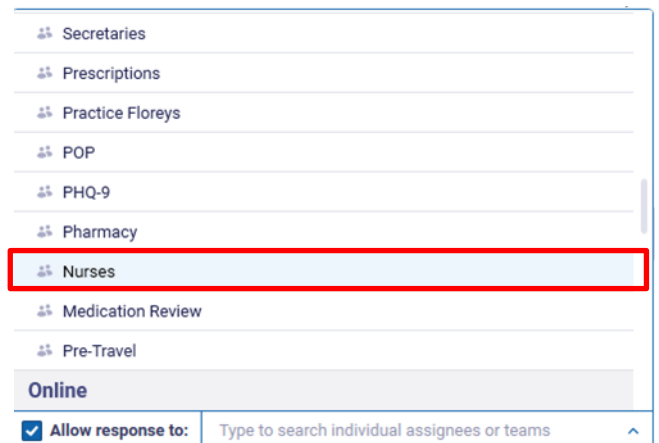 Secretaries
Prescriptions
Practice Floreys
POP
PHQ-9
Pharmacy
Nurses
Medication Review
Pre-Travel
Online
Allow response to: Type to search individual assignees or teams